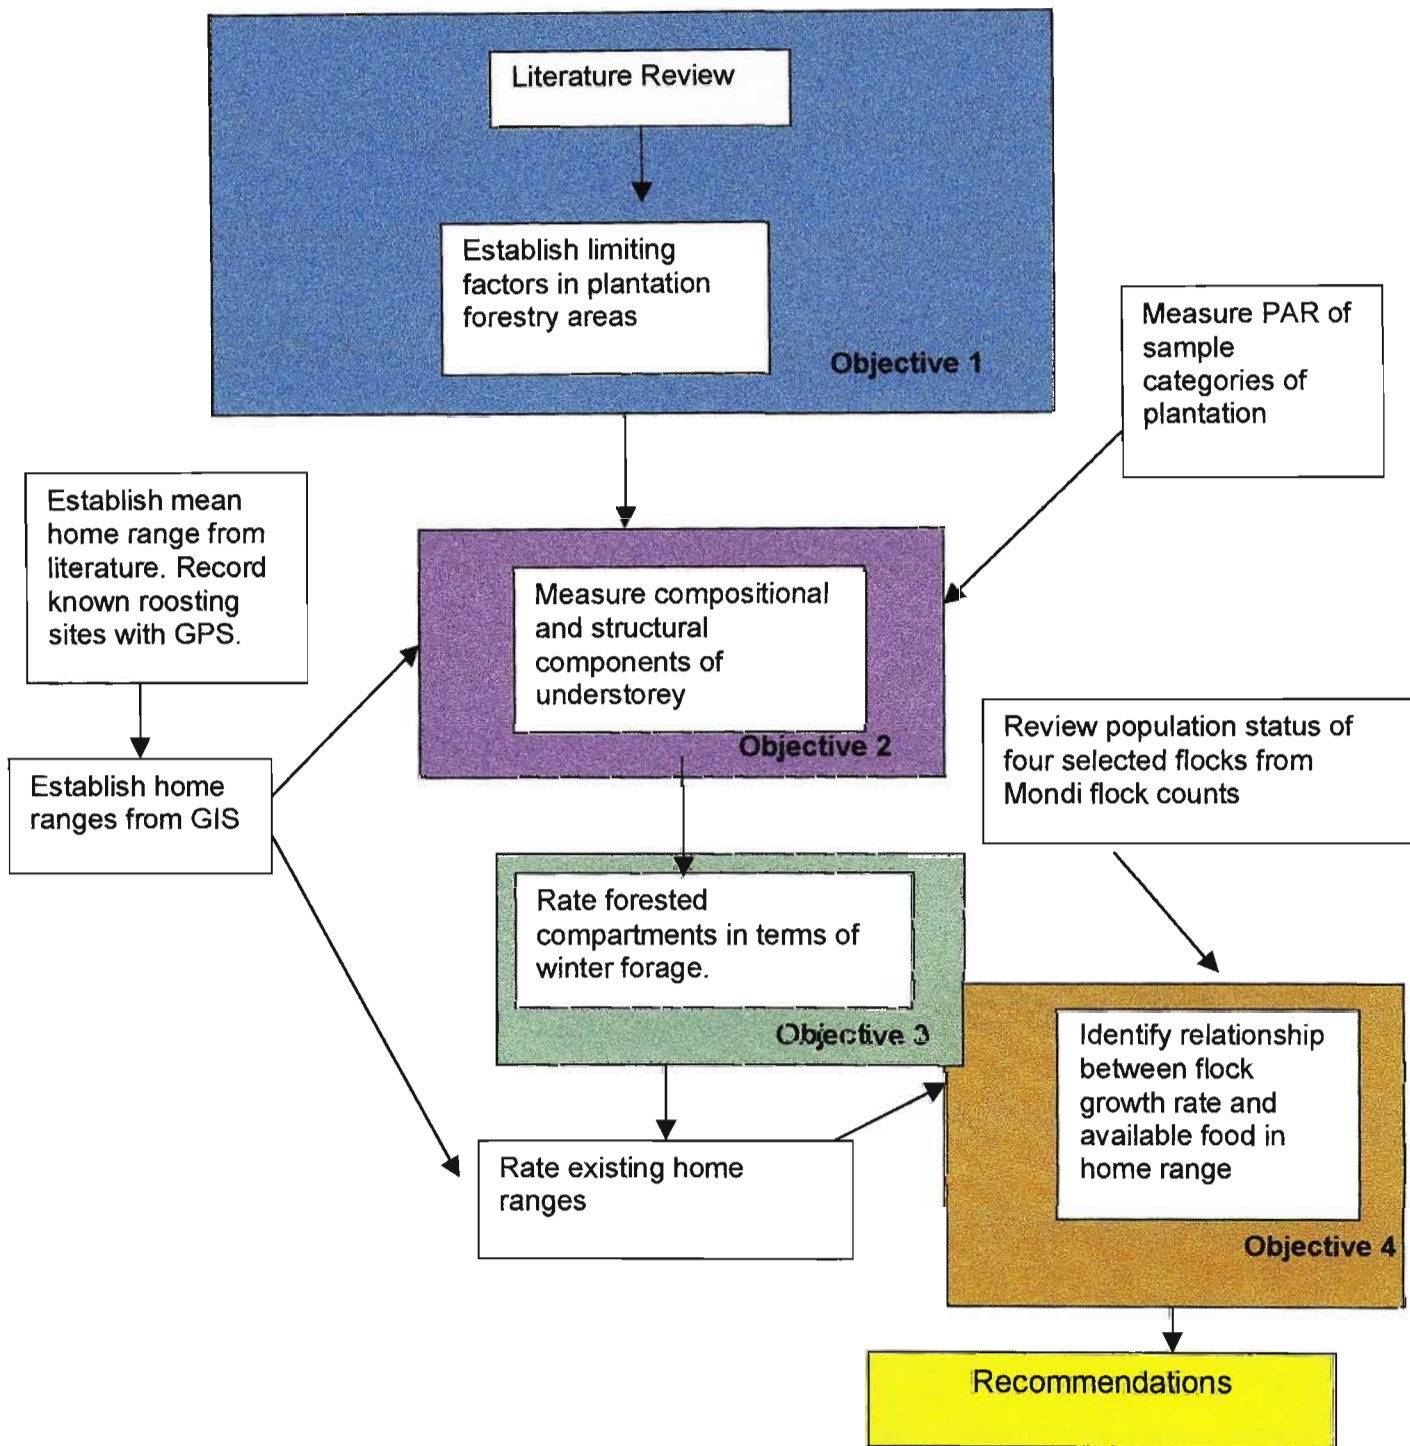 Literature Review
Establish limiting
factors in plantation
forestry areas
Objective 1
Measure PAR of
sample
categories of
plantation
Establish mean
home range from
literature. Record
known roosting
sites with GPS.
Measure compositional
and structural
components of
understorey
Objective 2
Establish home
ranges from GIS
Review population status of
four selected flocks from
Mondi flock counts
Rate forested
compartments in terms of
winter forage.
Objective 3
Identify relationship
between flock
growth rate and
available food in
home range
Objective 4
Rate existing home
ranges
Recommendations